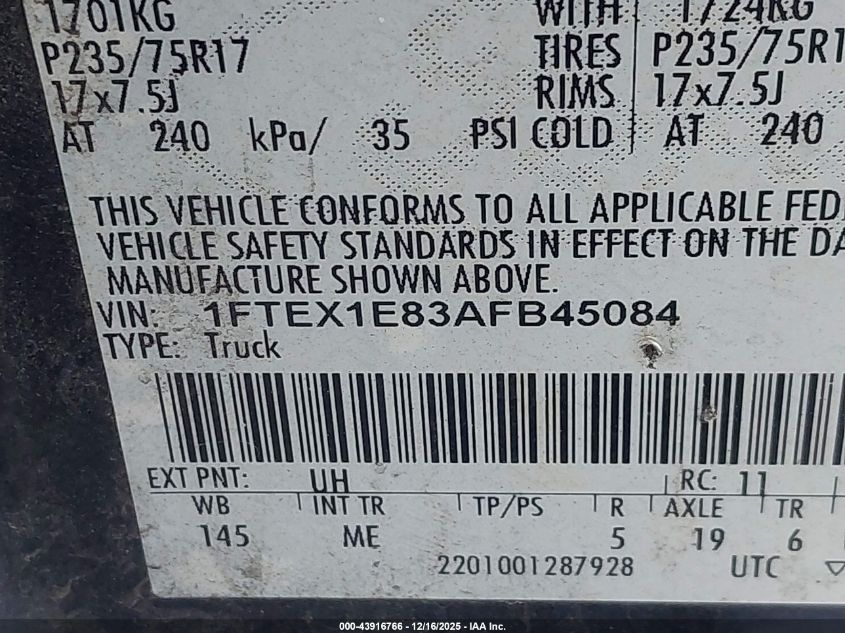 1701KG WITH 1724KG
P235/75R17 TIRES P235/75R1
17x7.5J RIMS 17x7.5J
AT 240 kPa/ 35 PSI COLD AT 240
THIS VEHICLE CONFORMS TO ALL APPLICABLE FED
VEHICLE SAFETY STANDARDS IN EFFECT ON THE DA
MANUFACTURE SHOWN ABOVE.
VIN: 1FTEX1E83AFB45084
TYPE: Truck
EXT PNT: UH RC: 11
WB INT TR TP/PS R AXLE TR
145 ME 5 19 6
2201001287928 UTC
000-43916766 - 12/16/2025 - IAA Inc.